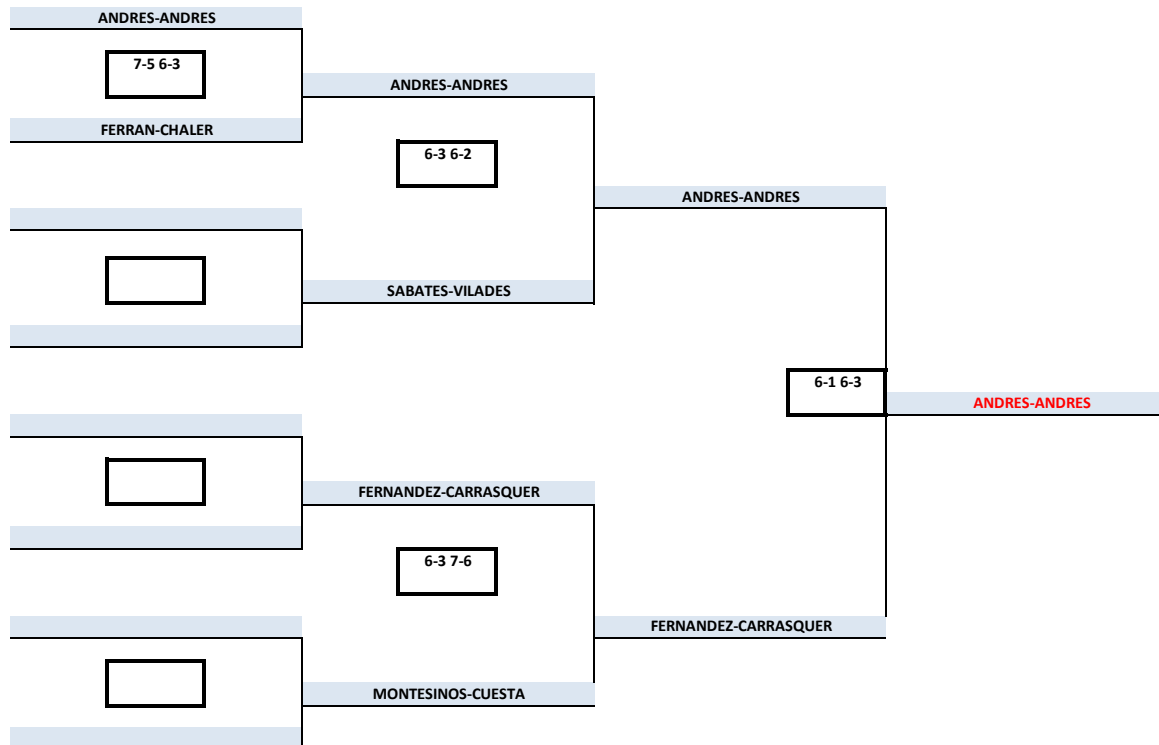 ANDRES-ANDRES
7-5 6-3
ANDRES-ANDRES
FERRAN-CHALER
6-3 6-2
ANDRES-ANDRES
SABATES-VILADES
6-1 6-3
ANDRES-ANDRES
FERNANDEZ-CARRASQUER
6-3 7-6
FERNANDEZ-CARRASQUER
MONTESINOS-CUESTA